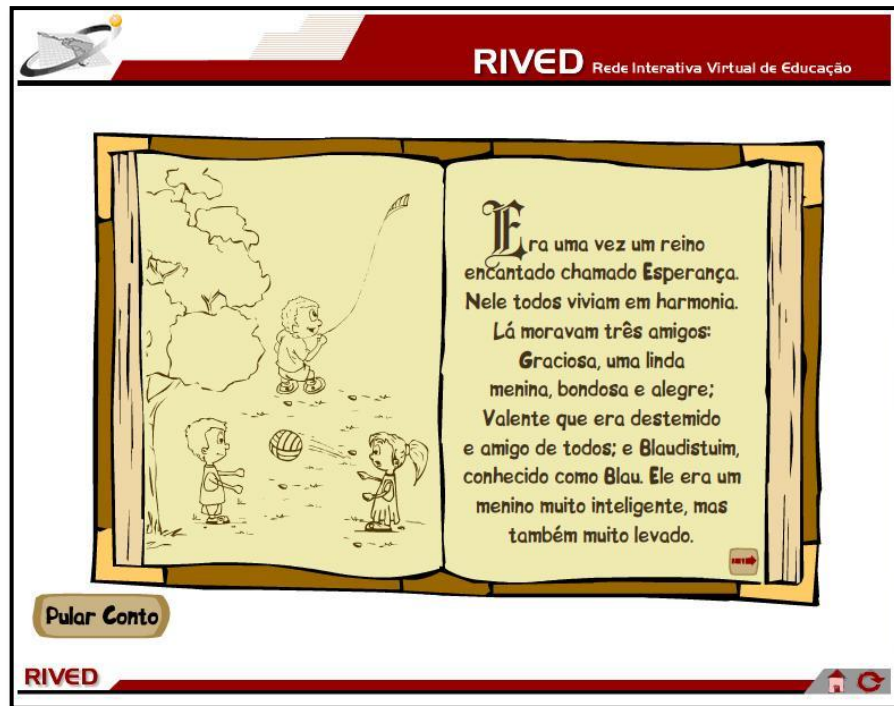 RIVED Rede Interativa Virtual de Educação
Era uma vez um reino
encantado chamado Esperança.
Nele todos viviam em harmonia.
Lá moravam três amigos:
Graciosa, uma linda
menina, bondosa e alegre;
Valente que era destemido
e amigo de todos; e Blaudistuim,
conhecido como Blau. Ele era um
menino muito inteligente, mas
também muito levado.
Pular Conto
RIVED